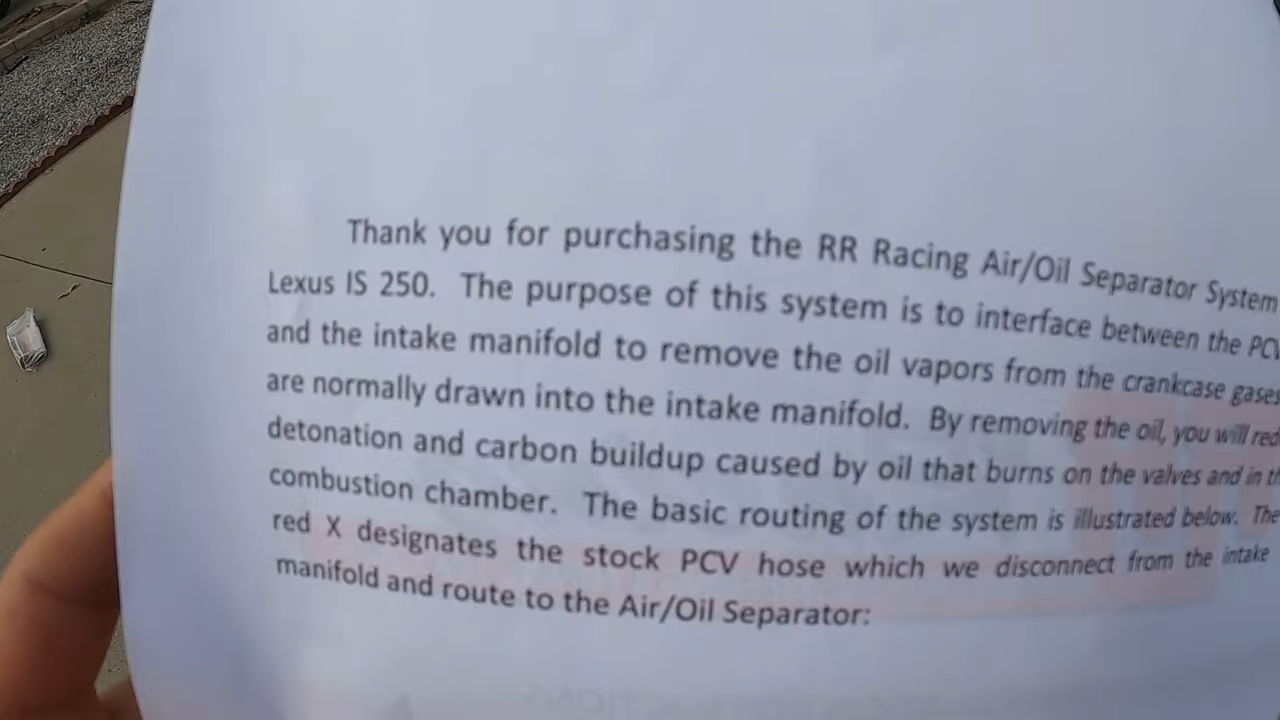 Thank you for purchasing the RR Racing Air/Oil Separator System
Lexus IS 250. The purpose of this system is to interface between the PCV
and the intake manifold to remove the oil vapors from the crankcase gases
are normally drawn into the intake manifold. By removing the oil, you will red
detonation and carbon buildup caused by oil that burns on the valves and in th
combustion chamber. The basic routing of the system is illustrated below. The
red X designates the stock PCV hose which we disconnect from the intake
manifold and route to the Air/Oil Separator: